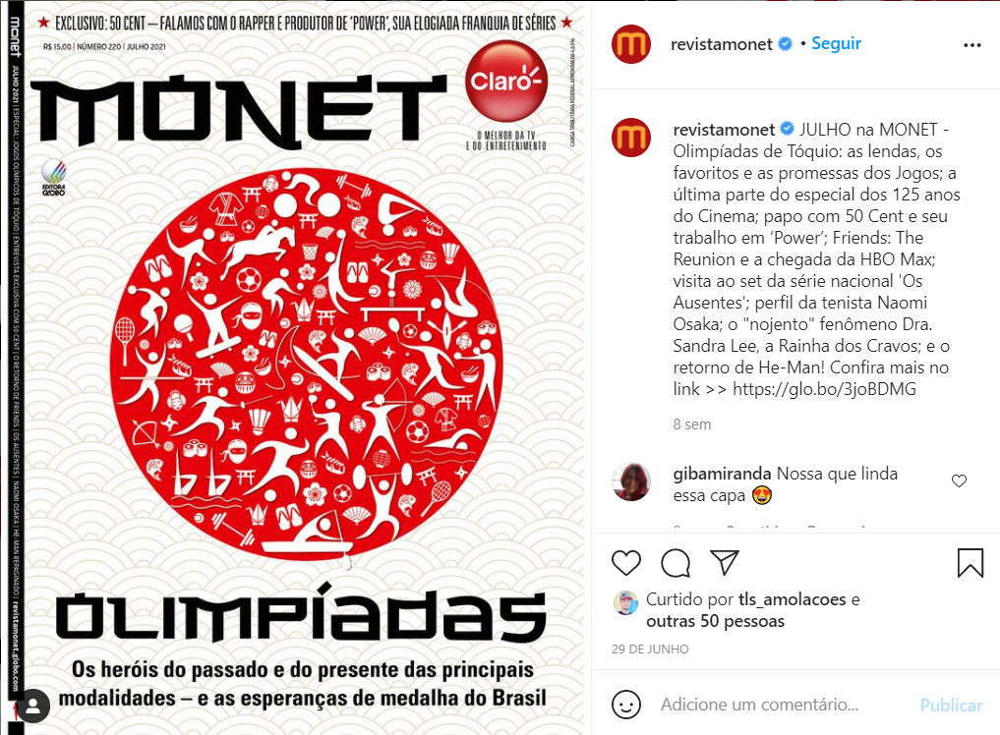 ★ EXCLUSIVO: 50 CENT – FALAMOS COM O RAPPER E PRODUTOR DE 'POWER', SUA ELOGIADA FRANQUIA DE SÉRIES ★
R$ 15,00 | NÚMERO 220 | JULHO 2021
MONET
Claro
O MELHOR DA TV
E DO ENTRETENIMENTO
CARGA TRIBUTÁRIA FEDERAL APROXIMADA 4,65%
EDITORA
GLOBO
monet
JULHO 2021 | ESPECIAL: JOGOS OLÍMPICOS DE TÓQUIO | ENTREVISTA EXCLUSIVA COM 50 CENT | O RETORNO DE FRIENDS | OS AUSENTES | NAOMI OSAKA | HE-MAN REPAGINADO | revistamonet.globo.com
OLIMPÍADAS
Os heróis do passado e do presente das principais
modalidades – e as esperanças de medalha do Brasil
revistamonet • Seguir
revistamonet JULHO na MONET -
Olimpíadas de Tóquio: as lendas, os
favoritos e as promessas dos Jogos; a
última parte do especial dos 125 anos
do Cinema; papo com 50 Cent e seu
trabalho em 'Power'; Friends: The
Reunion e a chegada da HBO Max;
visita ao set da série nacional 'Os
Ausentes'; perfil da tenista Naomi
Osaka; o "nojento" fenômeno Dra.
Sandra Lee, a Rainha dos Cravos; e o
retorno de He-Man! Confira mais no
link >> https://glo.bo/3joBDMG
8 sem
gibamiranda Nossa que linda
essa capa 😍
Curtido por tls_amolacoes e
outras 50 pessoas
29 DE JUNHO
Adicione um comentário...
Publicar